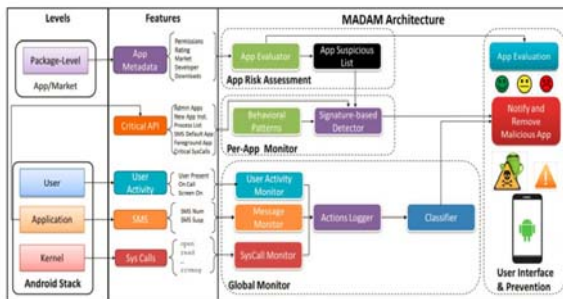 Levels
Features
MADAM Architecture
Package-Level
App/Market
App
Metadata
Permissions
Rating
Market
Developer
Downloads
App Evaluator
App Suspicious
List
App Risk Assessment
App Evaluation
Critical API
Admin Apps
New App Inst.
Process List
SMS Default App
Foreground App
Critical SysCalls
Behavioral
Patterns
Signature-based
Detector
Per-App Monitor
Notify and
Remove
Malicious App
User
Application
Kernel
Android Stack
User
Activity
User Present
On Call
Screen On
SMS
SMS Num
SMS Susp
Sys Calls
open
read
...
User Activity
Monitor
Message
Monitor
SysCall Monitor
Actions Logger
Classifier
Global Monitor
User Interface
& Prevention